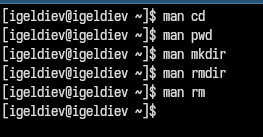 [igeldiev@igeldiev ~]$ man cd
[igeldiev@igeldiev ~]$ man pwd
[igeldiev@igeldiev ~]$ man mkdir
[igeldiev@igeldiev ~]$ man rmdir
[igeldiev@igeldiev ~]$ man rm
[igeldiev@igeldiev ~]$